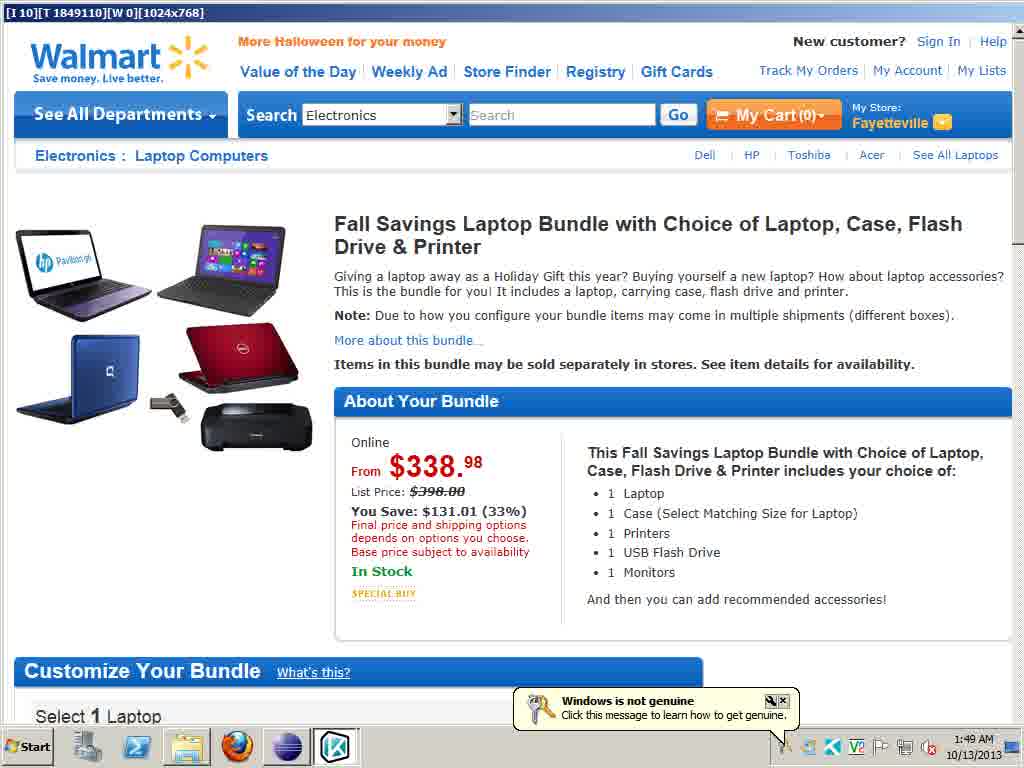 [I 10][T 1849110][W 0][1024x768]
Walmart
Save money. Live better.
More Halloween for your money
New customer? Sign In Help
Value of the Day Weekly Ad Store Finder Registry Gift Cards
Track My Orders My Account My Lists
See All Departments
Search Electronics Search Go
My Cart (0)
My Store:
Fayetteville
Electronics : Laptop Computers
Dell HP Toshiba Acer See All Laptops
Fall Savings Laptop Bundle with Choice of Laptop, Case, Flash
Drive & Printer
Giving a laptop away as a Holiday Gift this year? Buying yourself a new laptop? How about laptop accessories?
This is the bundle for you! It includes a laptop, carrying case, flash drive and printer.
Note: Due to how you configure your bundle items may come in multiple shipments (different boxes).
More about this bundle...
Items in this bundle may be sold separately in stores. See item details for availability.
hp Pavilion g6
About Your Bundle
Online
From $338.98
List Price: $398.00
You Save: $131.01 (33%)
Final price and shipping options
depends on options you choose.
Base price subject to availability
In Stock
SPECIAL BUY
This Fall Savings Laptop Bundle with Choice of Laptop,
Case, Flash Drive & Printer includes your choice of:
• 1 Laptop
• 1 Case (Select Matching Size for Laptop)
• 1 Printers
• 1 USB Flash Drive
• 1 Monitors
And then you can add recommended accessories!
Customize Your Bundle What's this?
Select 1 Laptop
Windows is not genuine
Click this message to learn how to get genuine.
Start
1:49 AM
10/13/2013